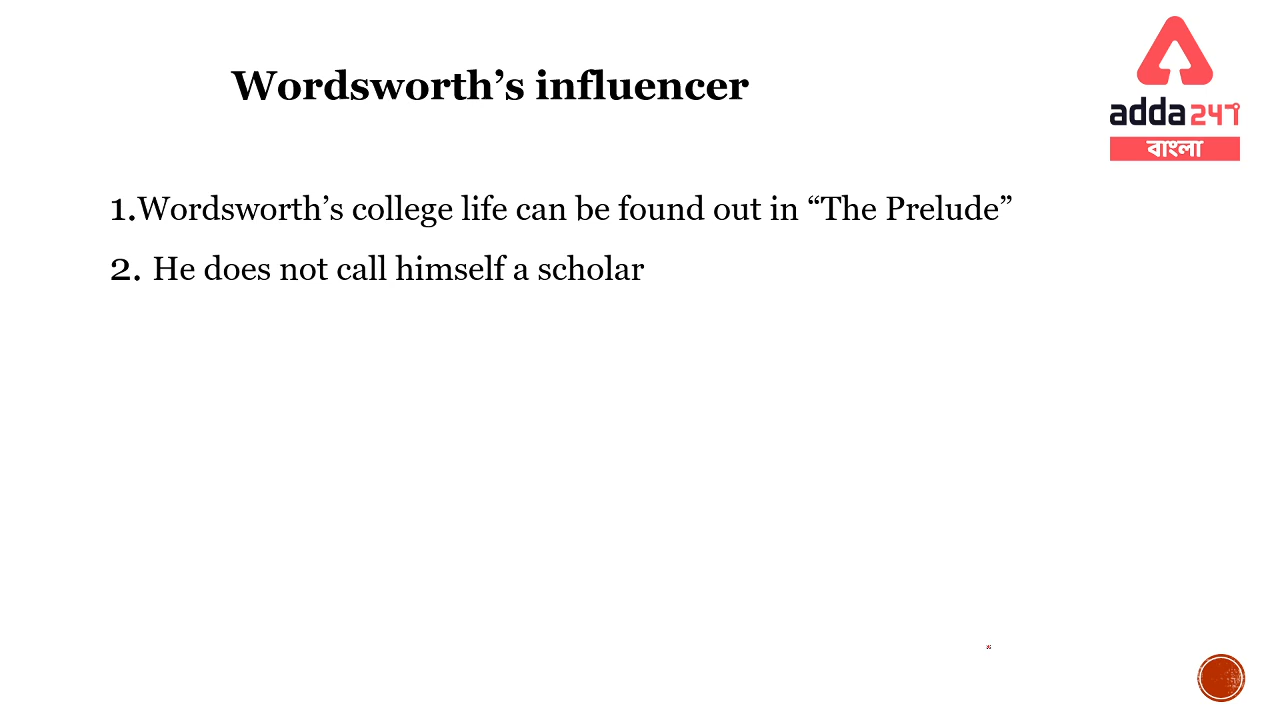 Wordsworth’s influencer
adda247
বাংলা
1.Wordsworth’s college life can be found out in “The Prelude”
2. He does not call himself a scholar